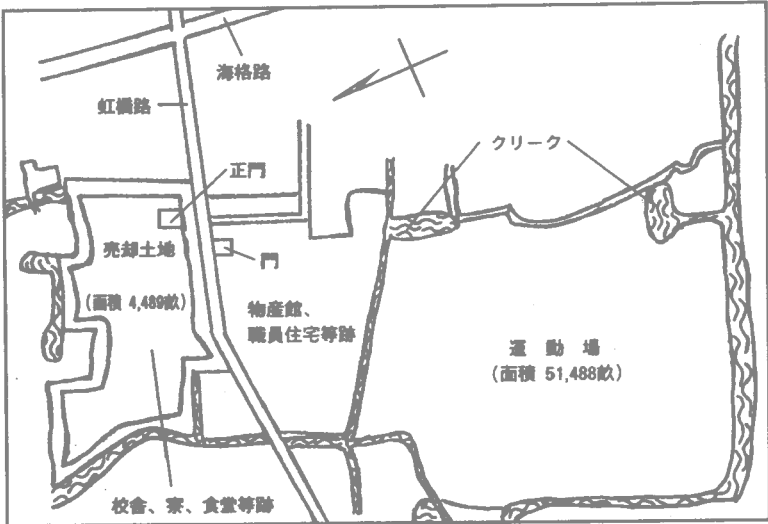 海格路
虹橋路
クリーク
正門
売却土地
門
(面積 4,489畝)
物産館、
職員住宅等跡
運動場
(面積 51,488畝)
校舎、寮、食堂等跡